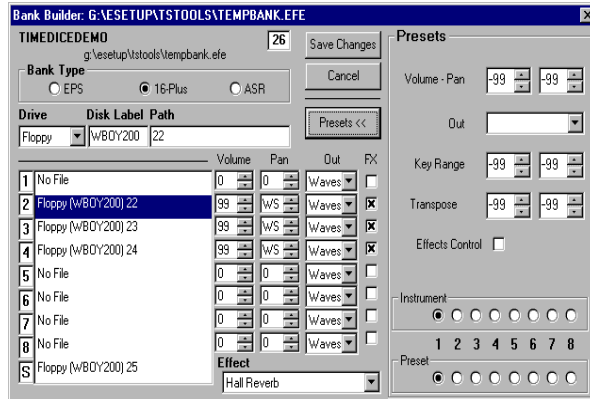 Bank Builder: G:\ESETUP\TSTOOLS\TEMPBANK.EFE
TIMEDICEDEMO 26
g:\esetup\tstools\tempbank.efe
Bank Type
EPS 16-Plus ASR
Drive Disk Label Path
Floppy WBOY200 22
Save Changes
Cancel
Presets <<
Volume Pan Out FX
1 No File 0 0 Waves
2 Floppy (WBOY200) 22 99 WS Waves
3 Floppy (WBOY200) 23 99 WS Waves
4 Floppy (WBOY200) 24 99 WS Waves
5 No File 0 0 Waves
6 No File 0 0 Waves
7 No File 0 0 Waves
8 No File 0 0 Waves
S Floppy (WBOY200) 25
Effect
Hall Reverb
Presets
Volume - Pan -99 -99
Out
Key Range -99 -99
Transpose -99 -99
Effects Control
Instrument
1 2 3 4 5 6 7 8
Preset